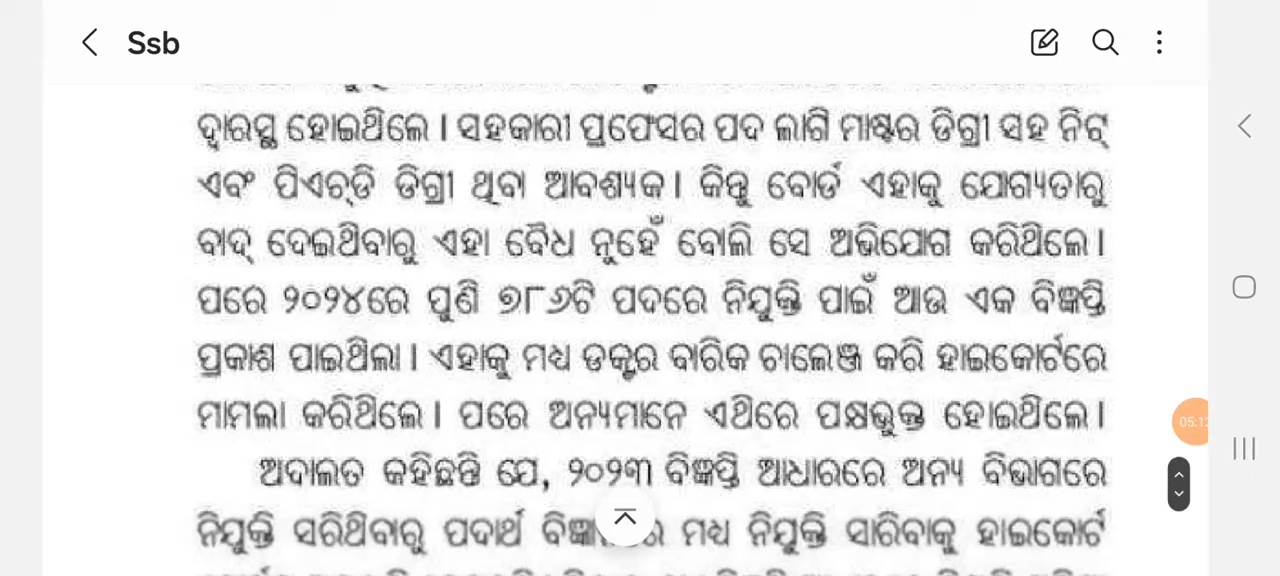 Ssb
ଦ୍ୱାରସ୍ଥ ହୋଇଥିଲେ । ସହକାରୀ ପ୍ରଫେସର ପଦ ଲାଗି ମାଷ୍ଟର ଡିଗ୍ରୀ ସହ ନିଟ୍
ଏବଂ ପିଏଚ୍‌ଡି ଡିଗ୍ରୀ ଥିବା ଆବଶ୍ୟକ। କିନ୍ତୁ ବୋର୍ଡ ଏହାକୁ ଯୋଗ୍ୟତାରୁ
ବାଦ୍ ଦେଇଥିବାରୁ ଏହା ବୈଧ ନୁହେଁ ବୋଲି ସେ ଅଭିଯୋଗ କରିଥିଲେ।
ପରେ ୨୦୨୪ରେ ପୁଣି ୭୮୬ଟି ପଦରେ ନିଯୁକ୍ତି ପାଇଁ ଆଉ ଏକ ବିଜ୍ଞପ୍ତି
ପ୍ରକାଶ ପାଇଥିଲା। ଏହାକୁ ମଧ୍ୟ ଡକ୍ଟର ବାରିକ ଚାଲେଞ୍ଜ କରି ହାଇକୋର୍ଟରେ
ମାମଲା କରିଥିଲେ। ପରେ ଅନ୍ୟମାନେ ଏଥିରେ ପକ୍ଷଭୁକ୍ତ ହୋଇଥିଲେ।
ଅଦାଲତ କହିଛନ୍ତି ଯେ, ୨୦୨୩ ବିଜ୍ଞପ୍ତି ଆଧାରରେ ଅନ୍ୟ ବିଭାଗରେ
ନିଯୁକ୍ତି ସରିଥିବାରୁ ପଦାର୍ଥ ମଧ୍ୟ ନିଯୁକ୍ତି ସାରିବାକୁ ହାଇକୋର୍ଟ